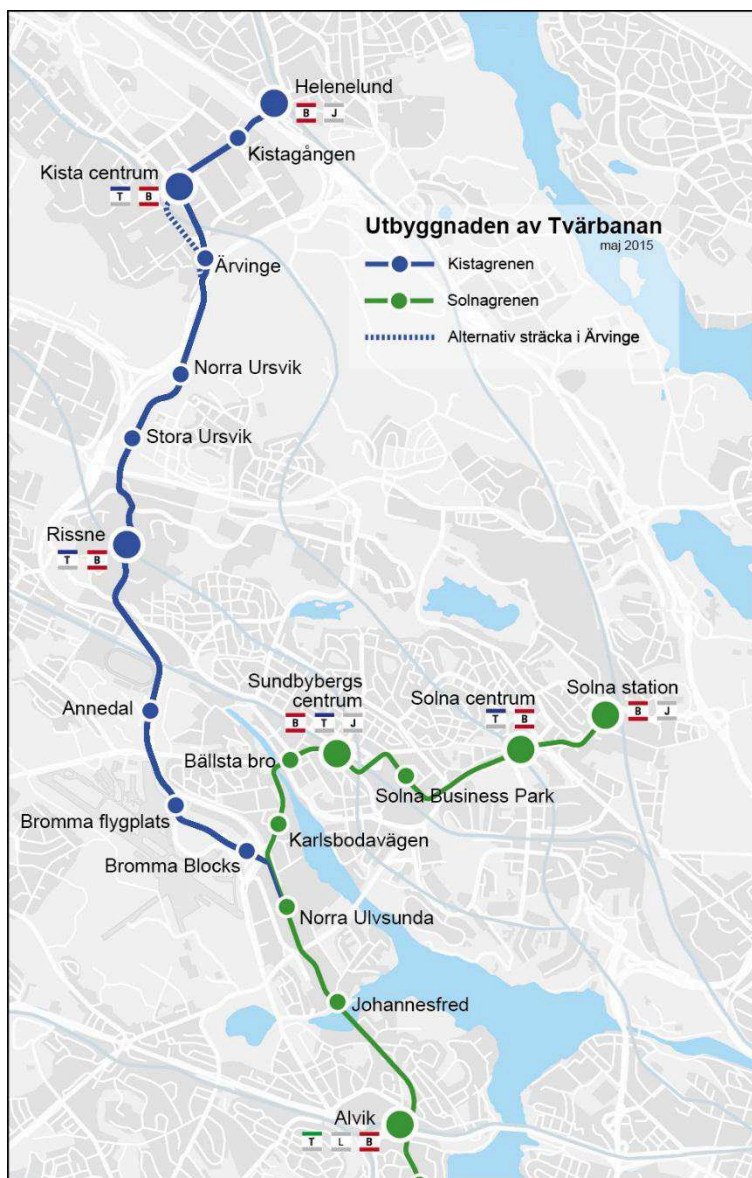 Helenelund
B J
Kistagången
Kista centrum
T B
Utbyggnaden av Tvärbanan
maj 2015
Kistagrenen
Solnagrenen
Alternativ sträcka i Ärvinge
Ärvinge
Norra Ursvik
Stora Ursvik
Rissne
T B
Sundbybergs
centrum
B T J
Solna centrum
T B
Solna station
B J
Annedal
Bällsta bro
Solna Business Park
Bromma flygplats
Karlsbodavägen
Bromma Blocks
Norra Ulvsunda
Johannesfred
Alvik
T L B